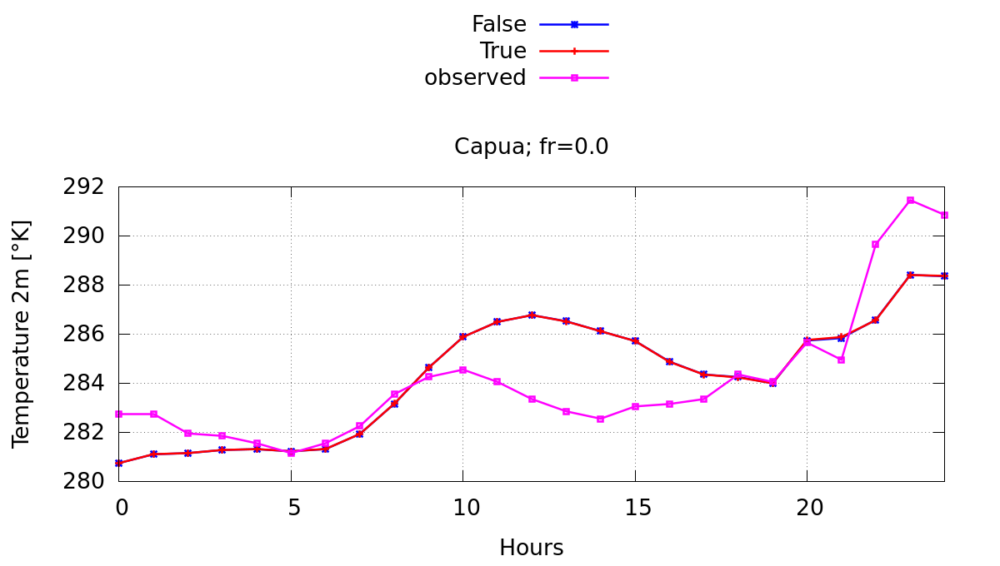 False
True
observed
Capua; fr=0.0
Temperature 2m [°K]
292
290
288
286
284
282
280
0 5 10 15 20
Hours